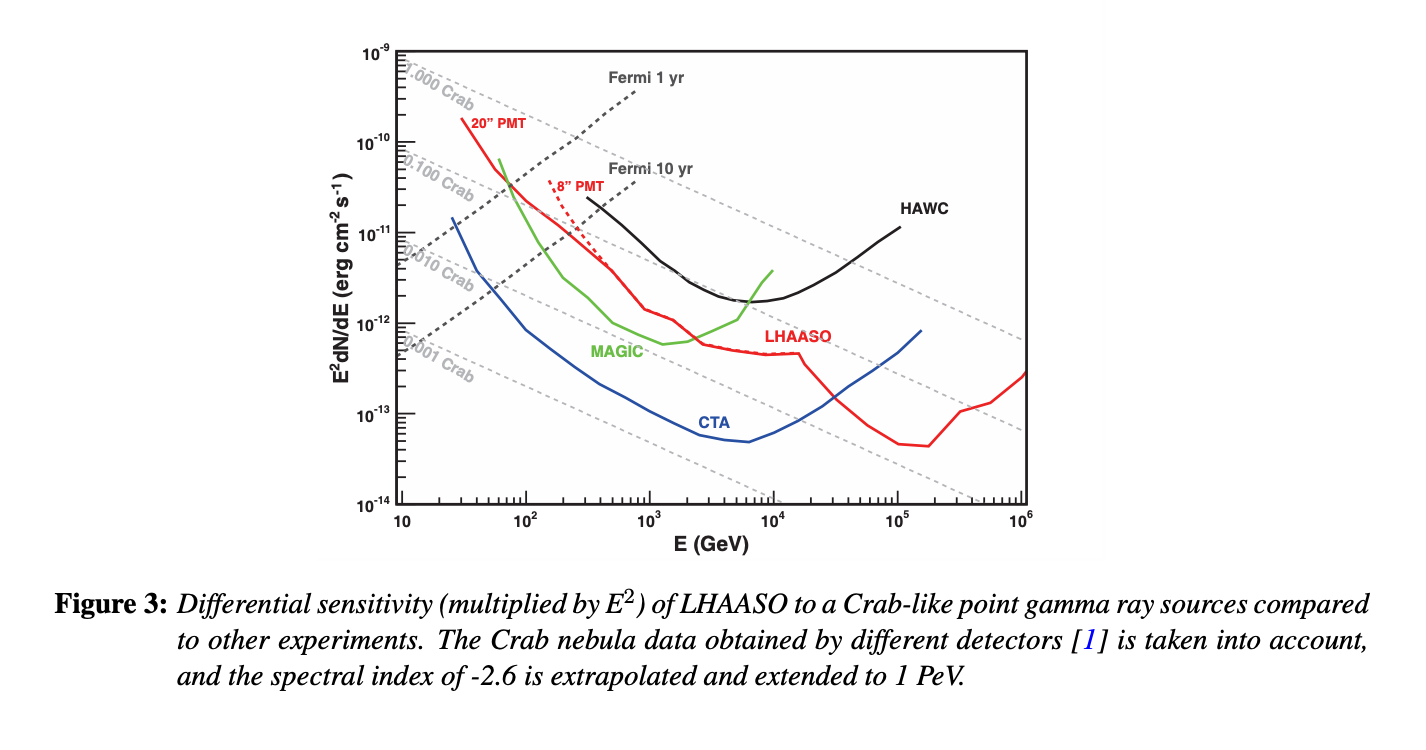 10⁻⁹
1.000 Crab
Fermi 1 yr
20” PMT
10⁻¹⁰
0.100 Crab
Fermi 10 yr
8” PMT
HAWC
10⁻¹¹
0.010 Crab
10⁻¹²
LHAASO
MAGIC
0.001 Crab
10⁻¹³
CTA
10⁻¹⁴
E²dN/dE (erg cm⁻² s⁻¹)
10 10² 10³ 10⁴ 10⁵ 10⁶
E (GeV)
Figure 3: Differential sensitivity (multiplied by E²) of LHAASO to a Crab-like point gamma ray sources compared
to other experiments. The Crab nebula data obtained by different detectors [1] is taken into account,
and the spectral index of -2.6 is extrapolated and extended to 1 PeV.